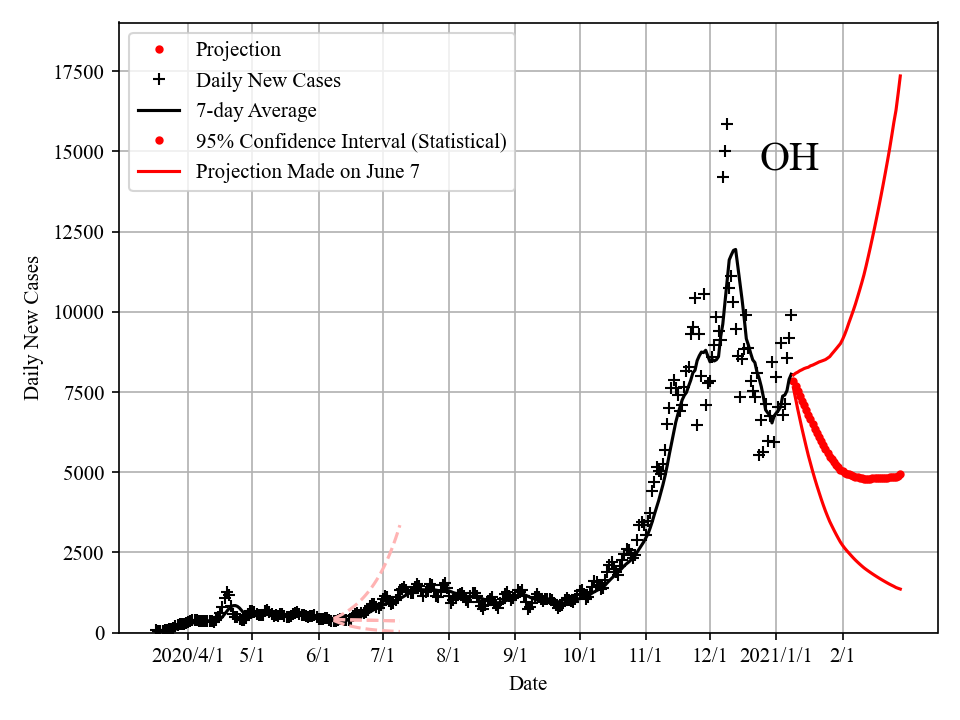 Projection
Daily New Cases
7-day Average
95% Confidence Interval (Statistical)
Projection Made on June 7
OH
17500
15000
12500
10000
7500
5000
2500
0
Daily New Cases
2020/4/1 5/1 6/1 7/1 8/1 9/1 10/1 11/1 12/1 2021/1/1 2/1
Date